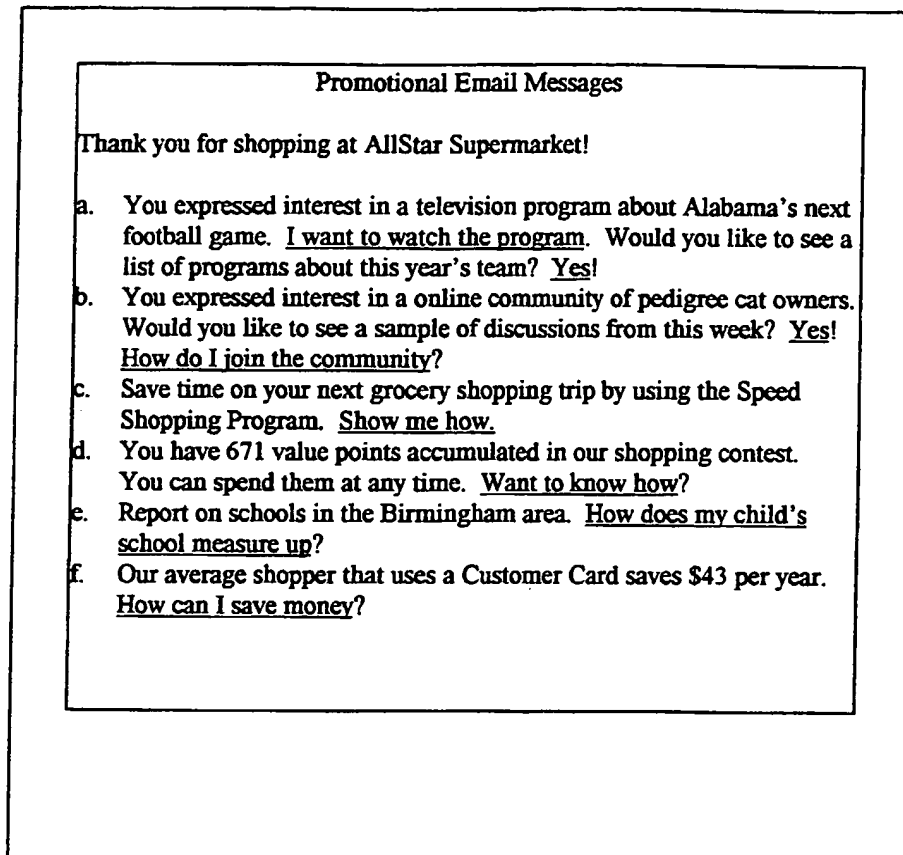 Promotional Email Messages
Thank you for shopping at AllStar Supermarket!
a. You expressed interest in a television program about Alabama's next
football game. I want to watch the program. Would you like to see a
list of programs about this year's team? Yes!
b. You expressed interest in a online community of pedigree cat owners.
Would you like to see a sample of discussions from this week? Yes!
How do I join the community?
c. Save time on your next grocery shopping trip by using the Speed
Shopping Program. Show me how.
d. You have 671 value points accumulated in our shopping contest.
You can spend them at any time. Want to know how?
e. Report on schools in the Birmingham area. How does my child's
school measure up?
f. Our average shopper that uses a Customer Card saves $43 per year.
How can I save money?